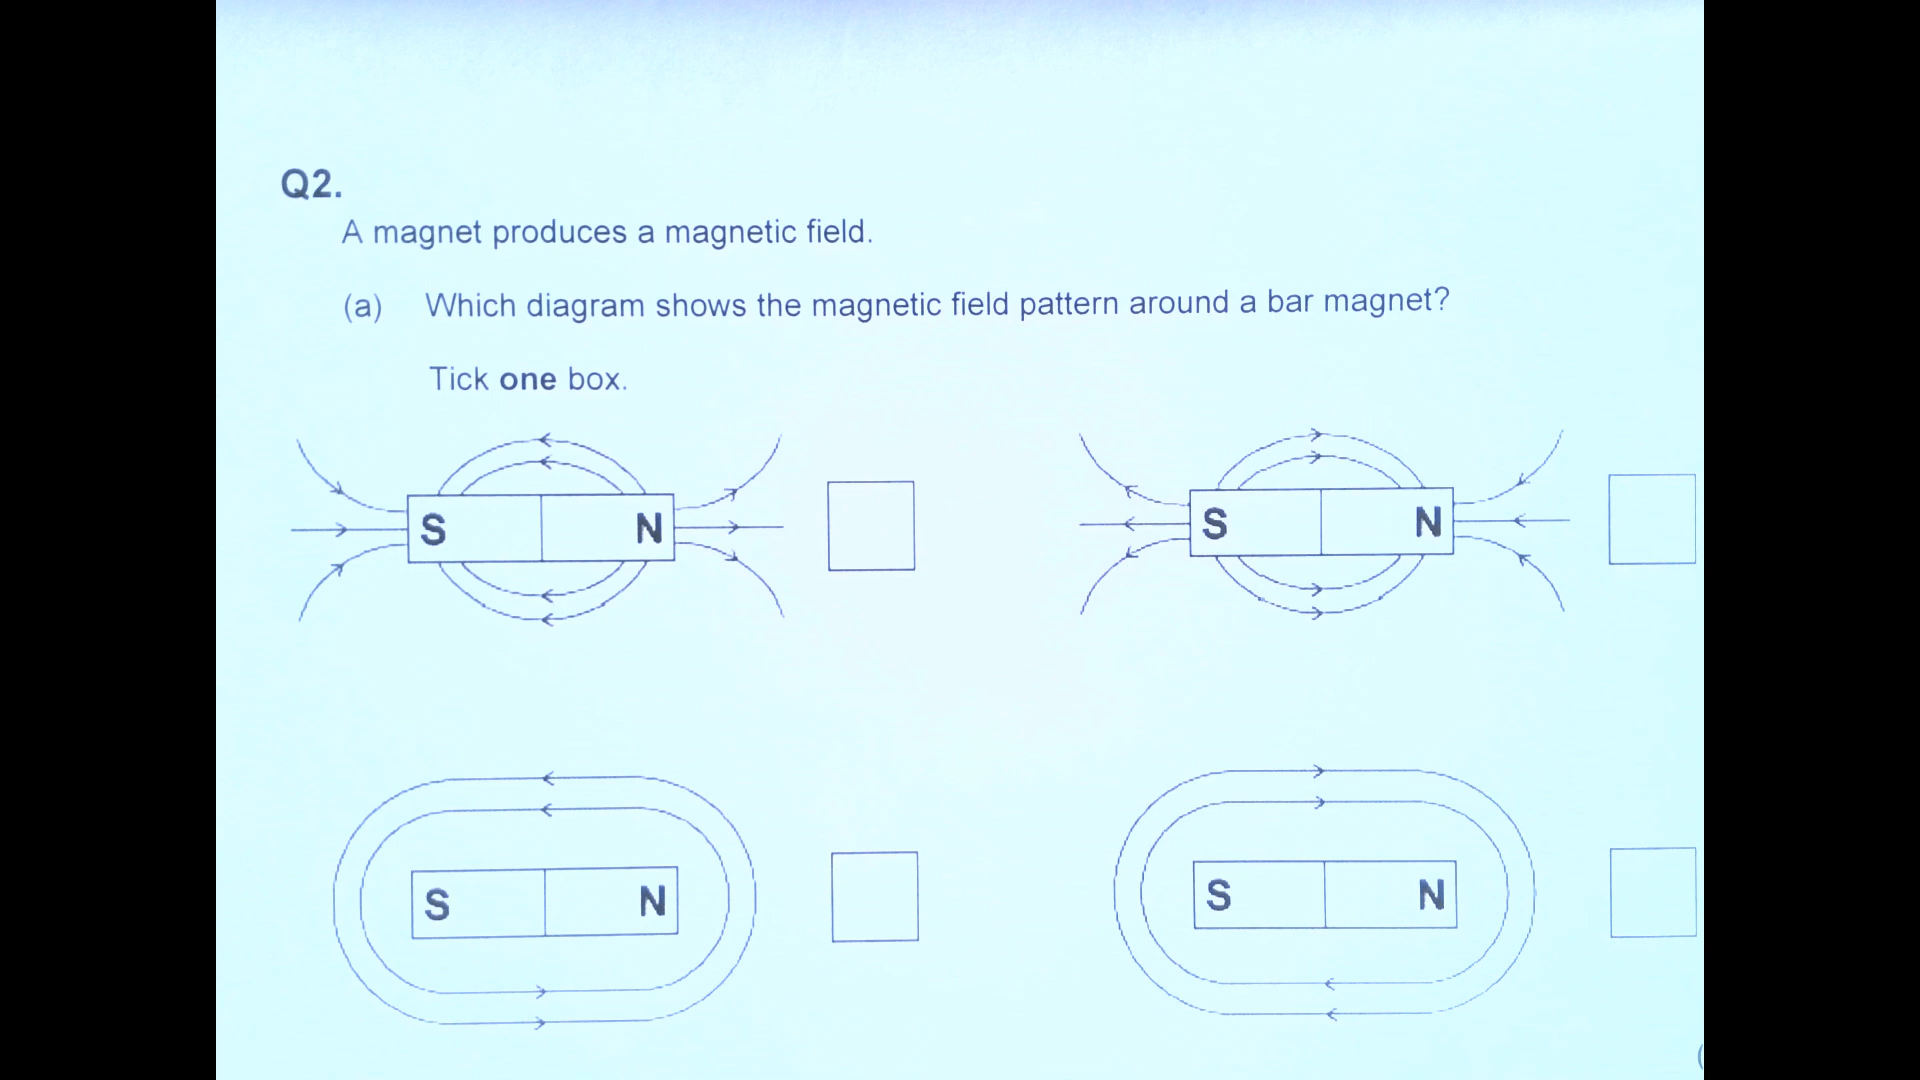 Q2.
A magnet produces a magnetic field.
(a) Which diagram shows the magnetic field pattern around a bar magnet?
Tick one box.
S N
S N
S N
S N
(